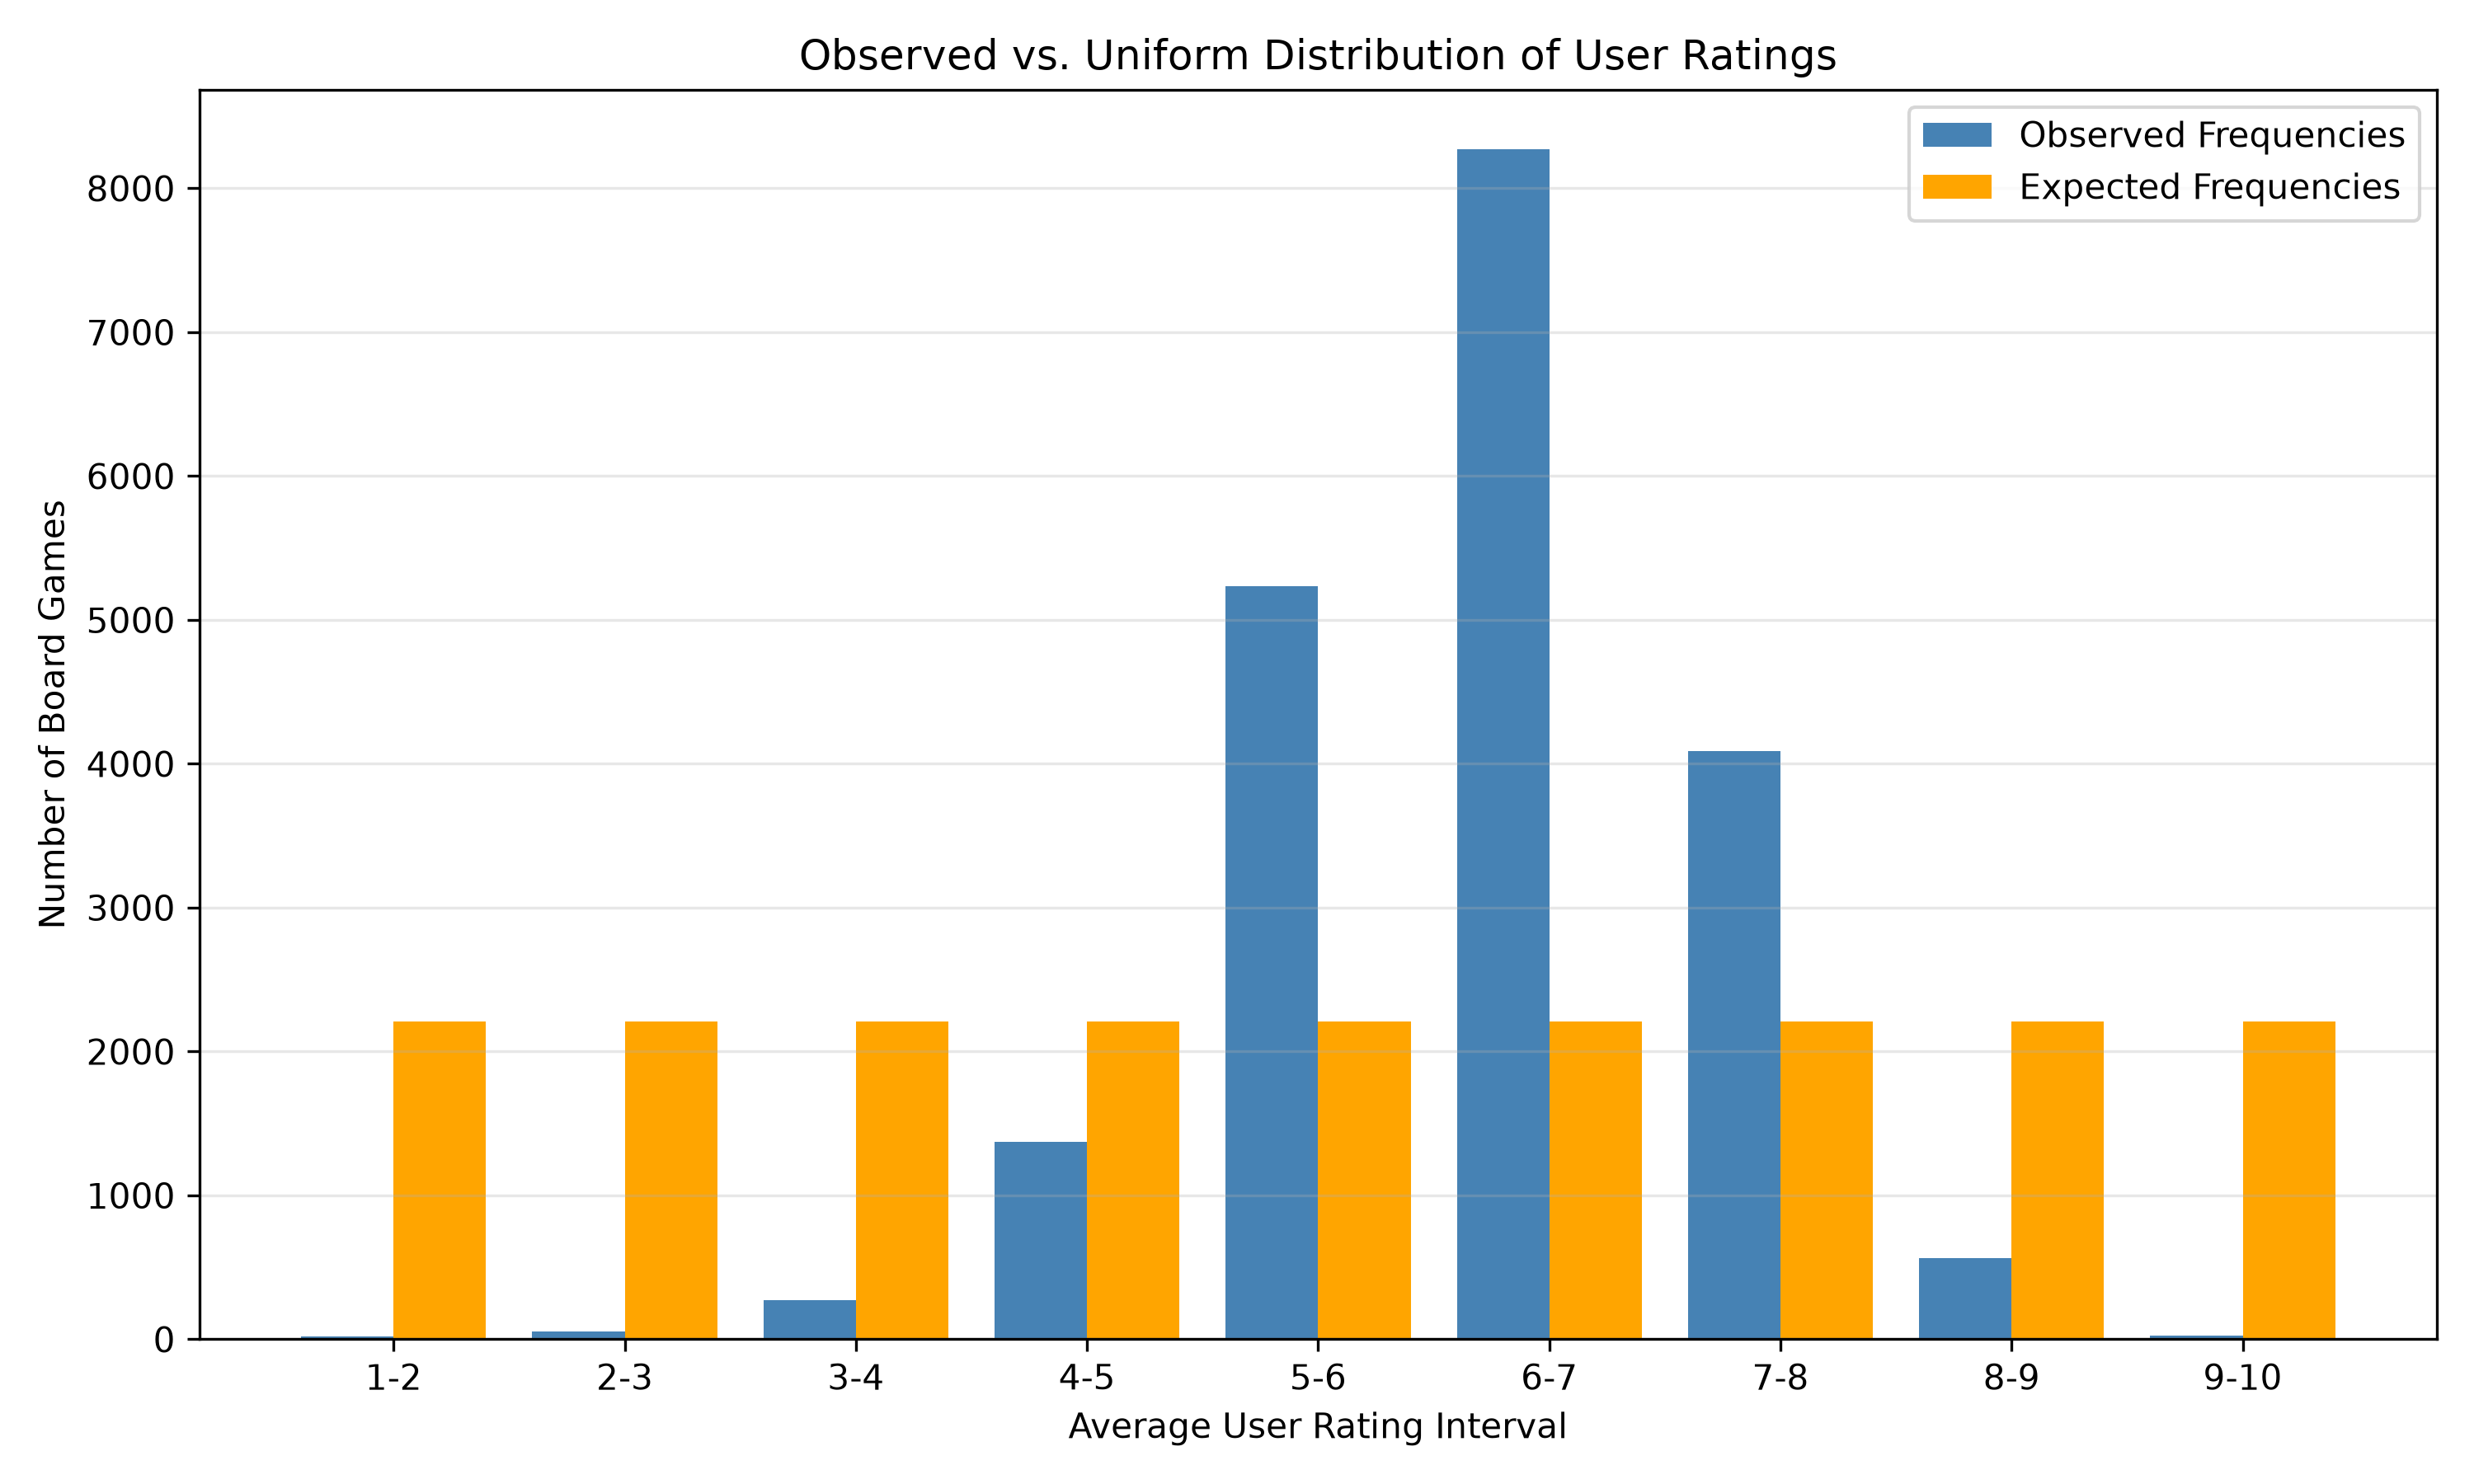 Observed vs. Uniform Distribution of User Ratings
Observed Frequencies
Expected Frequencies
Number of Board Games
8000
7000
6000
5000
4000
3000
2000
1000
0
1-2 2-3 3-4 4-5 5-6 6-7 7-8 8-9 9-10
Average User Rating Interval